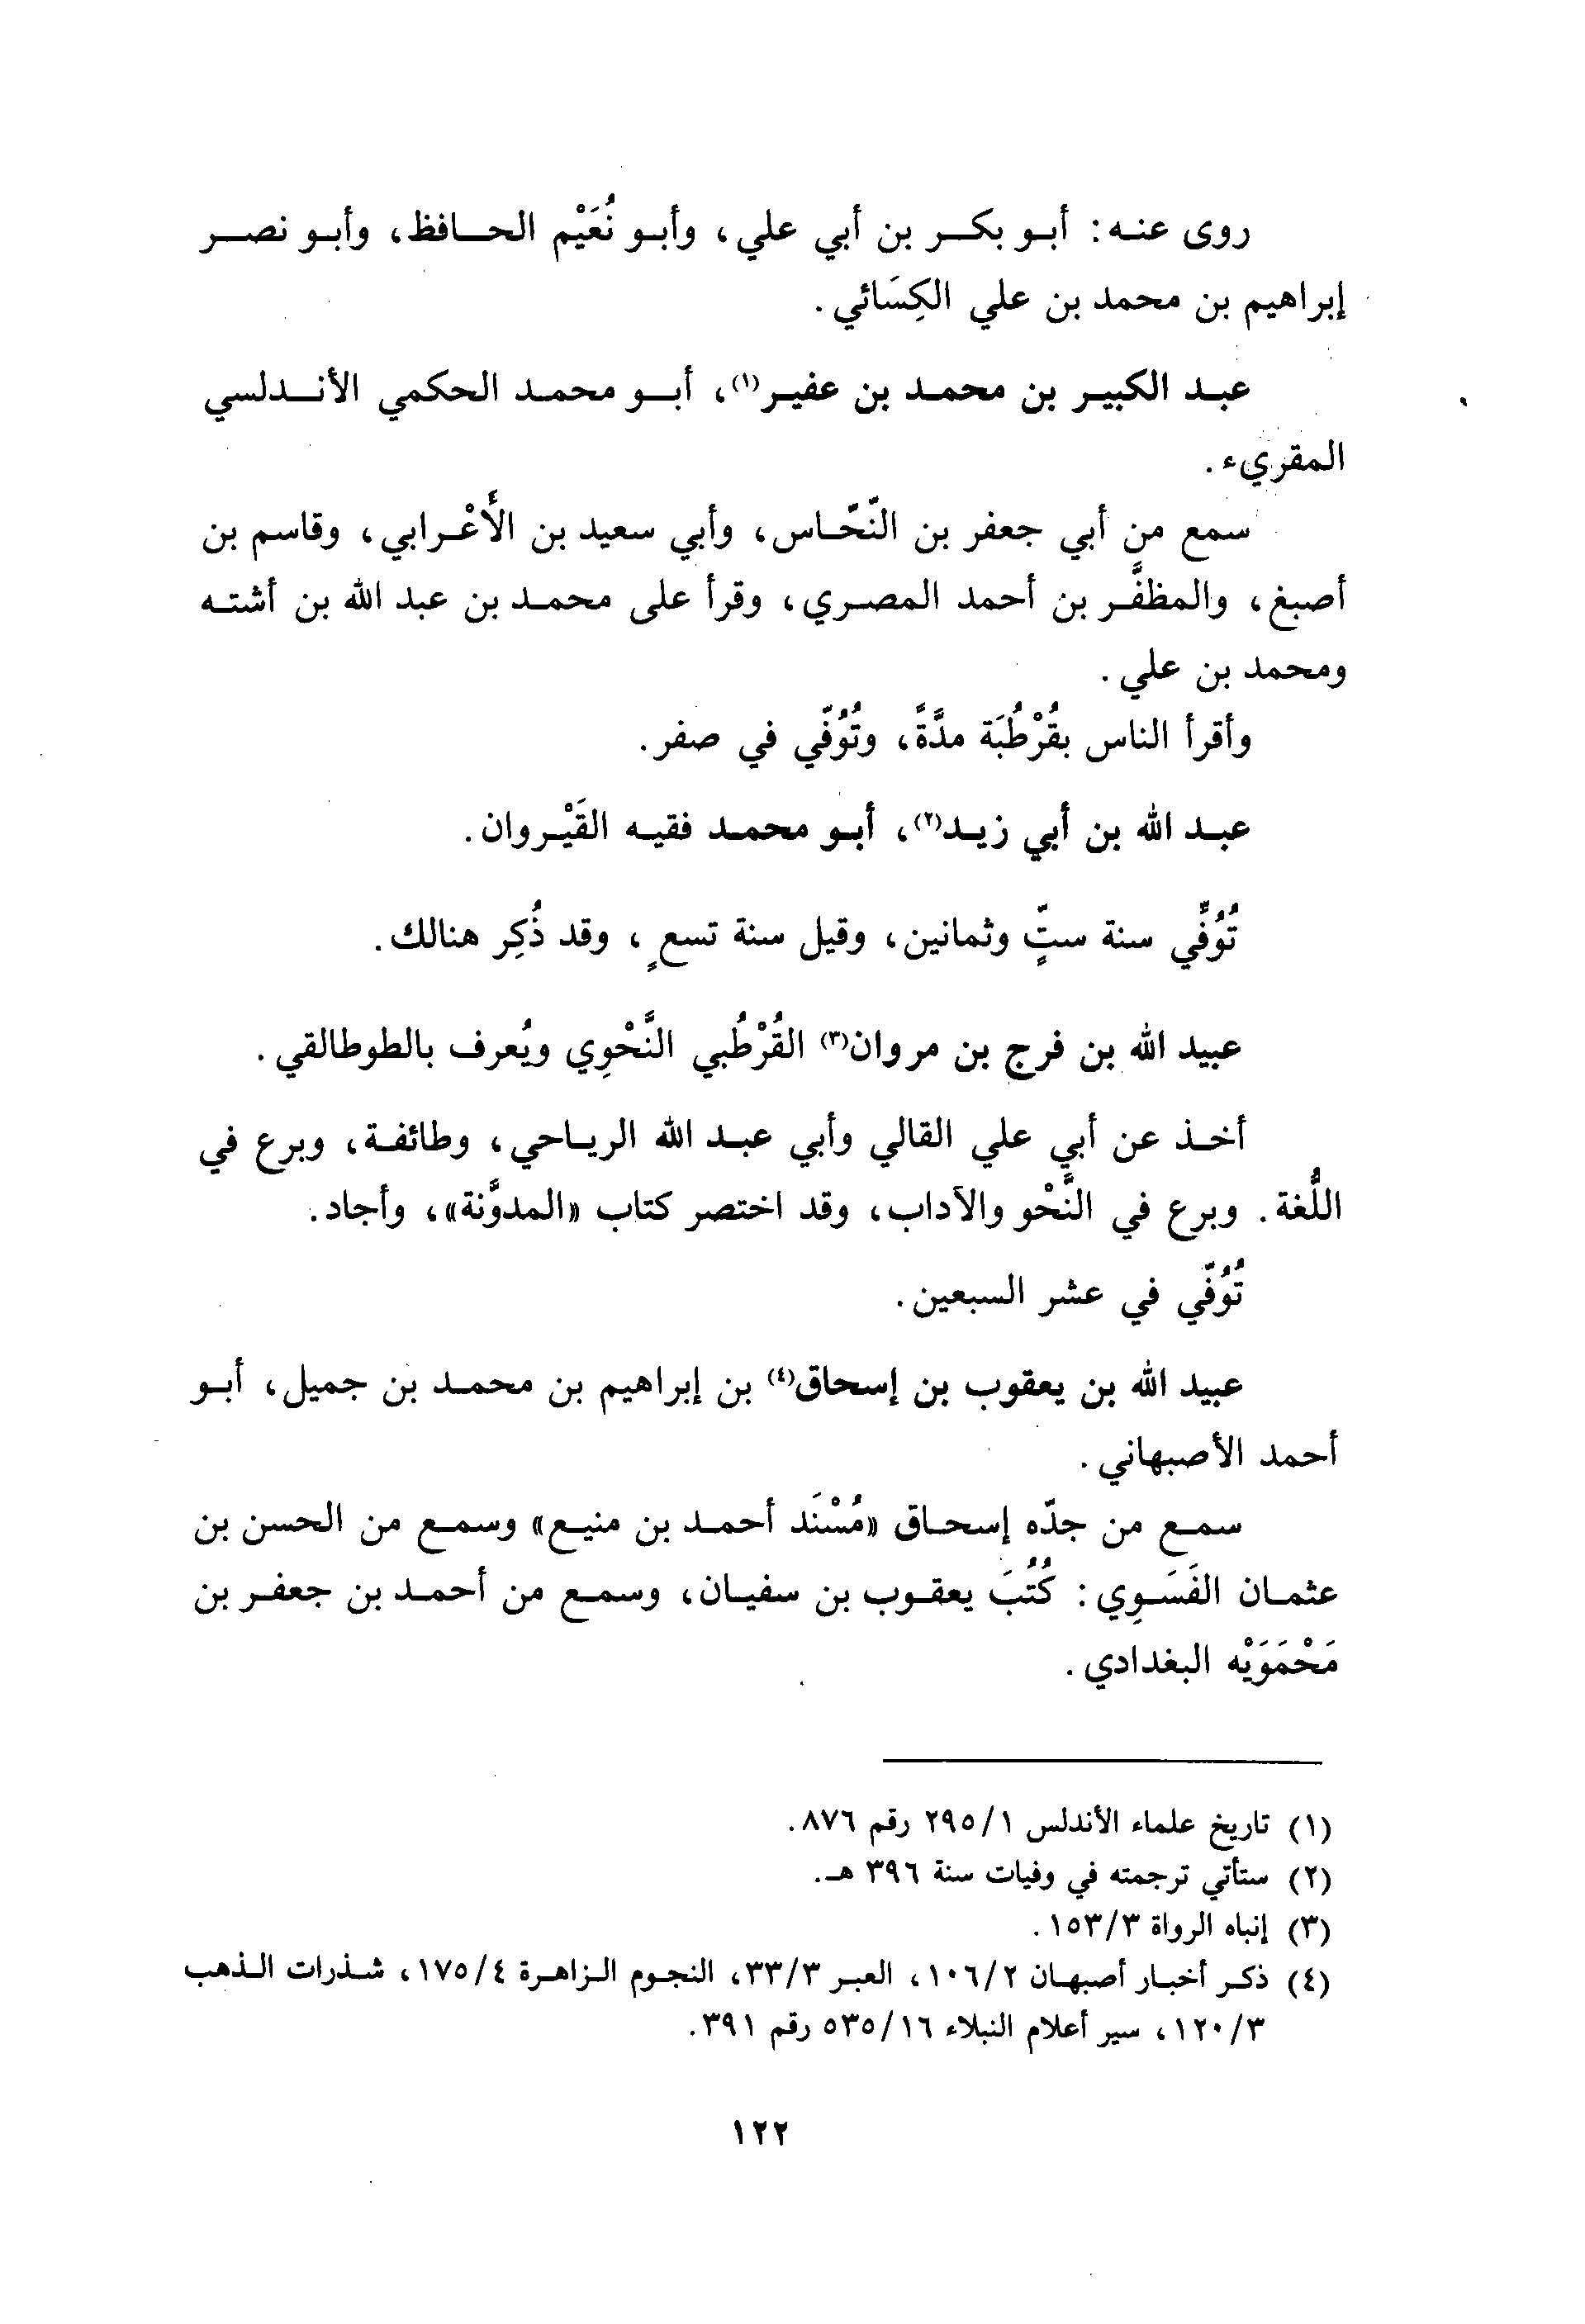 روى عنه: أبو بكر بن أبي علي، وأبو نُعَيْم الحافظ، وأبو نصر
إبراهيم بن محمد بن علي الكِسَائي.
عبد الكبير بن محمد بن عفير(١)، أبو محمد الحكمي الأندلسي
المقريء.
سمع من أبي جعفر بن النّحّاس، وأبي سعيد بن الأَعْرابي، وقاسم بن
أصبغ، والمظفَّر بن أحمد المصري، وقرأ على محمد بن عبد الله بن أشته
ومحمد بن علي.
وأقرأ الناس بقُرْطُبَة مدَّةً، وتُوُفّي في صفر.
عبد الله بن أبي زيد(٢)، أبو محمد فقيه القَيْروان.
تُوُفِّي سنة ستٍّ وثمانين، وقيل سنة تسعٍ، وقد ذُكِر هنالك.
عبيد الله بن فرج بن مروان(٣) القُرْطُبي النَّحْوِي ويُعرف بالطوطالقي.
أخذ عن أبي علي القالي وأبي عبد الله الرياحي، وطائفة، وبرع في
اللُّغة. وبرع في النَّحْو والآداب، وقد اختصر كتاب «المدوَّنة»، وأجاد.
تُوُفّي في عشر السبعين.
عبيد الله بن يعقوب بن إسحاق(٤) بن إبراهيم بن محمد بن جميل، أبو
أحمد الأصبهاني.
سمع من جدّه إسحاق «مُسْنَد أحمد بن منيع» وسمع من الحسن بن
عثمان الفَسَوِي: كُتُبَ يعقوب بن سفيان، وسمع من أحمد بن جعفر بن
مَحْمَوَيْه البغدادي.
(١) تاريخ علماء الأندلس ٢٩٥/١ رقم ٨٧٦.
(٢) ستأتي ترجمته في وفيات سنة ٣٩٦ هـ.
(٣) إنباه الرواة ١٥٣/٣.
(٤) ذكر أخبار أصبهان ١٠٦/٢، العبر ٣٣/٣، النجوم الزاهرة ١٧٥/٤، شذرات الذهب
١٢٠/٣، سير أعلام النبلاء ٥٣٥/١٦ رقم ٣٩١.
١٢٢